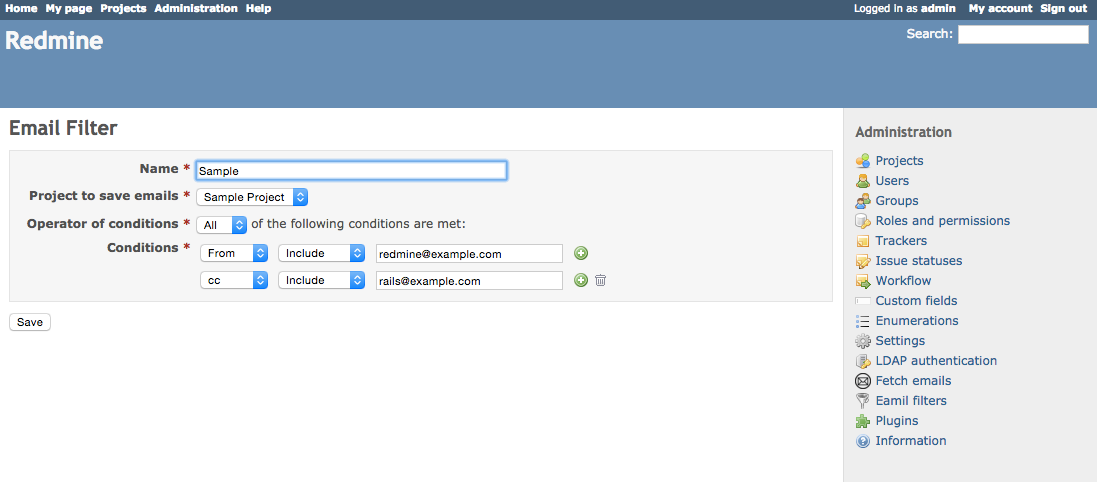 Home My page Projects Administration Help Logged in as admin My account Sign out
Redmine
Search:
Email Filter
Name * Sample
Project to save emails * Sample Project
Operator of conditions * All of the following conditions are met:
Conditions * From Include redmine@example.com
cc Include rails@example.com
Save
Administration
Projects
Users
Groups
Roles and permissions
Trackers
Issue statuses
Workflow
Custom fields
Enumerations
Settings
LDAP authentication
Fetch emails
Eamil filters
Plugins
Information